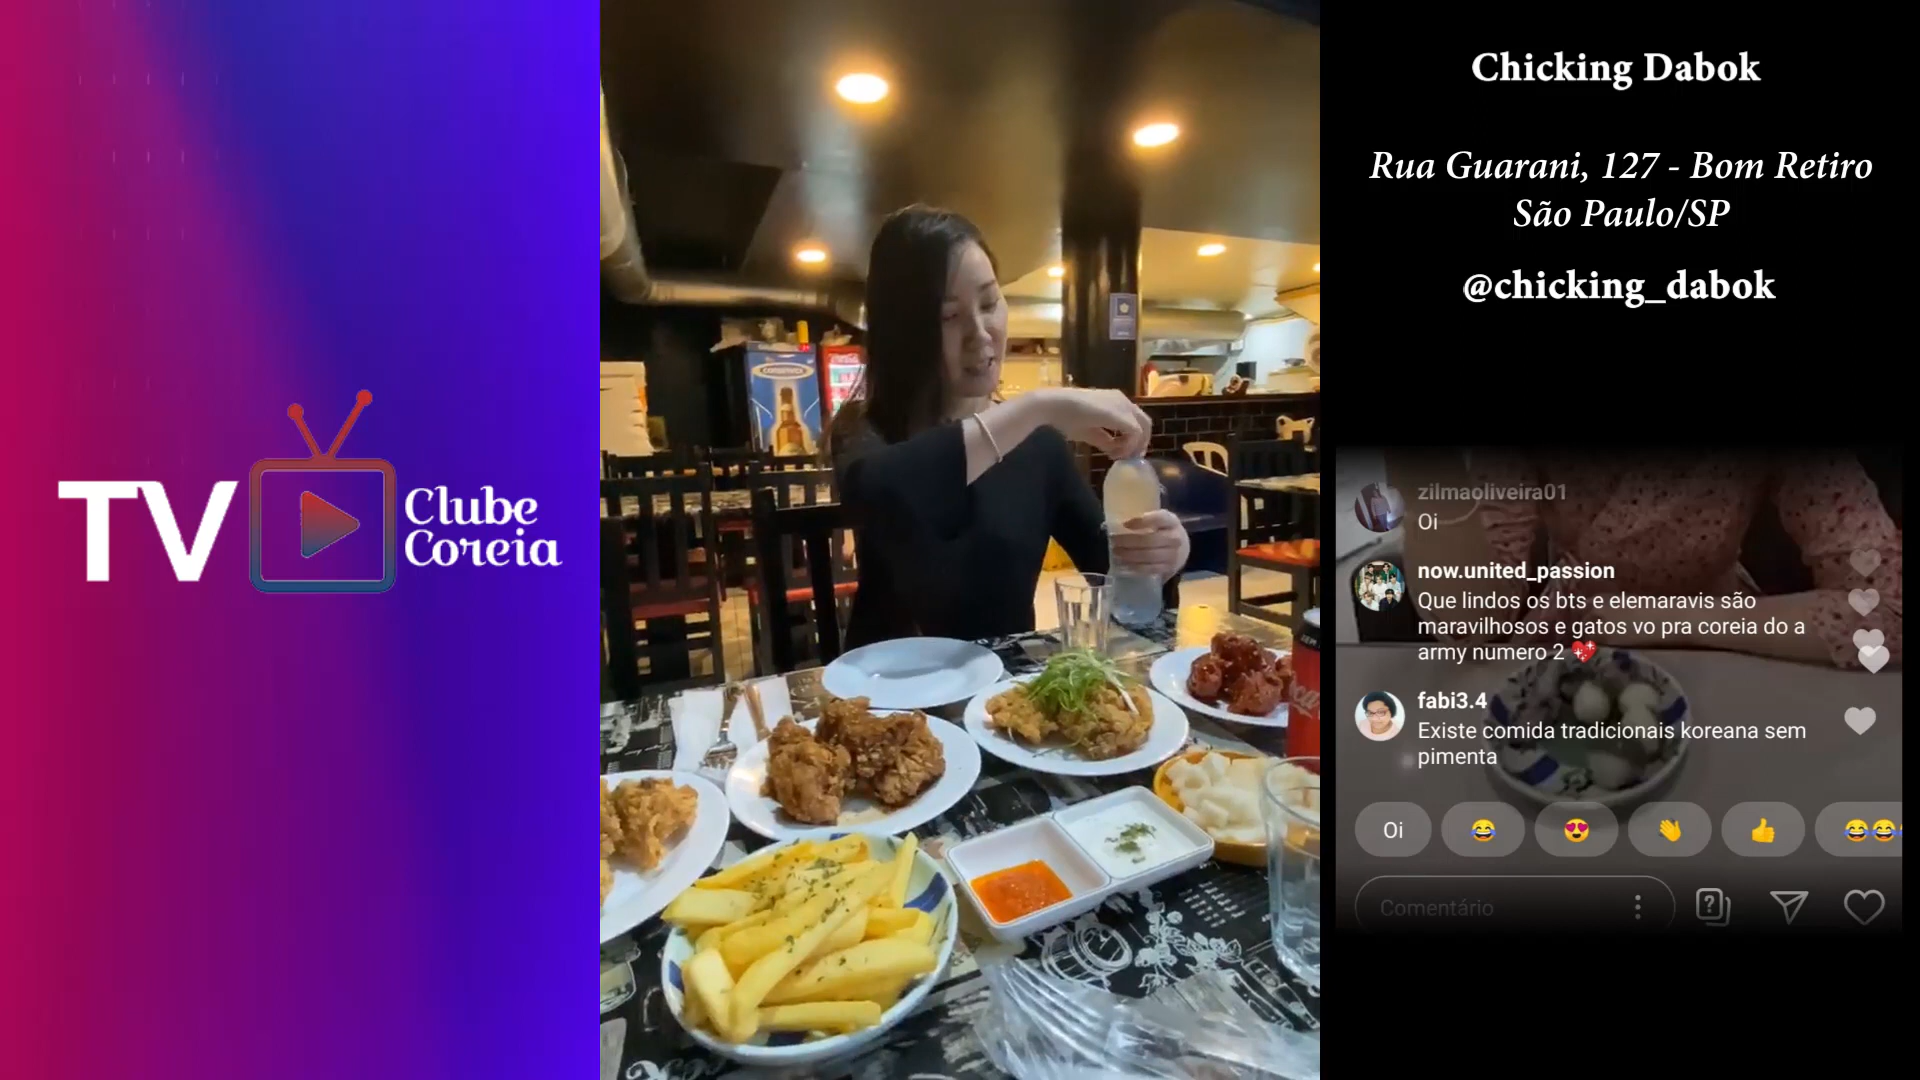 TV
Clube
Coreia
Chicking Dabok
Rua Guarani, 127 - Bom Retiro
São Paulo/SP
@chicking_dabok
zilmaoliveira01
Oi
now.united_passion
Que lindos os bts e elemaravis são
maravilhosos e gatos vo pra coreia do a
army numero 2 💖
fabi3.4
Existe comida tradicionais koreana sem
pimenta
Oi
😂
😍
👋
👍
😂😂
Comentário